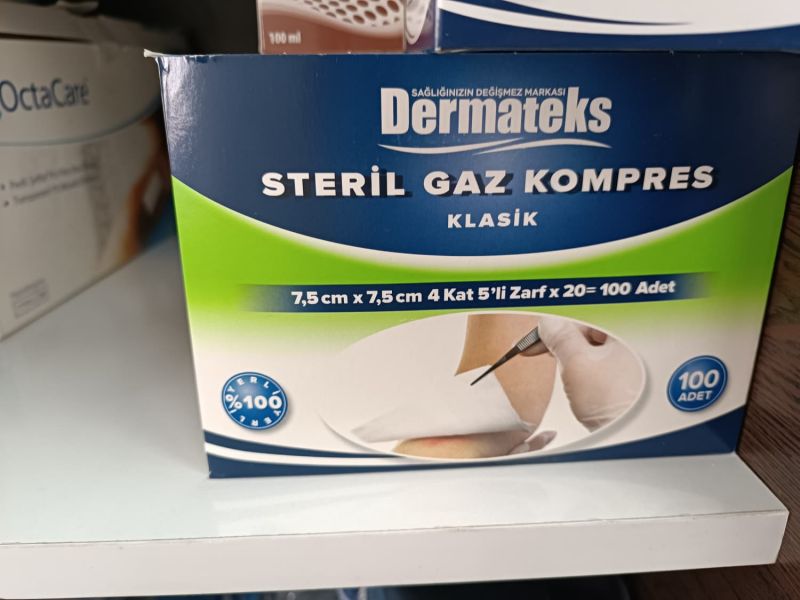 100 ml
OctaCare
SAĞLIĞINIZIN DEĞİŞMEZ MARKASI
Dermateks
STERİL GAZ KOMPRES
KLASİK
7,5 cm x 7,5 cm 4 Kat 5'li Zarf x 20= 100 Adet
YERLİ
%100
YERLİ
100
ADET